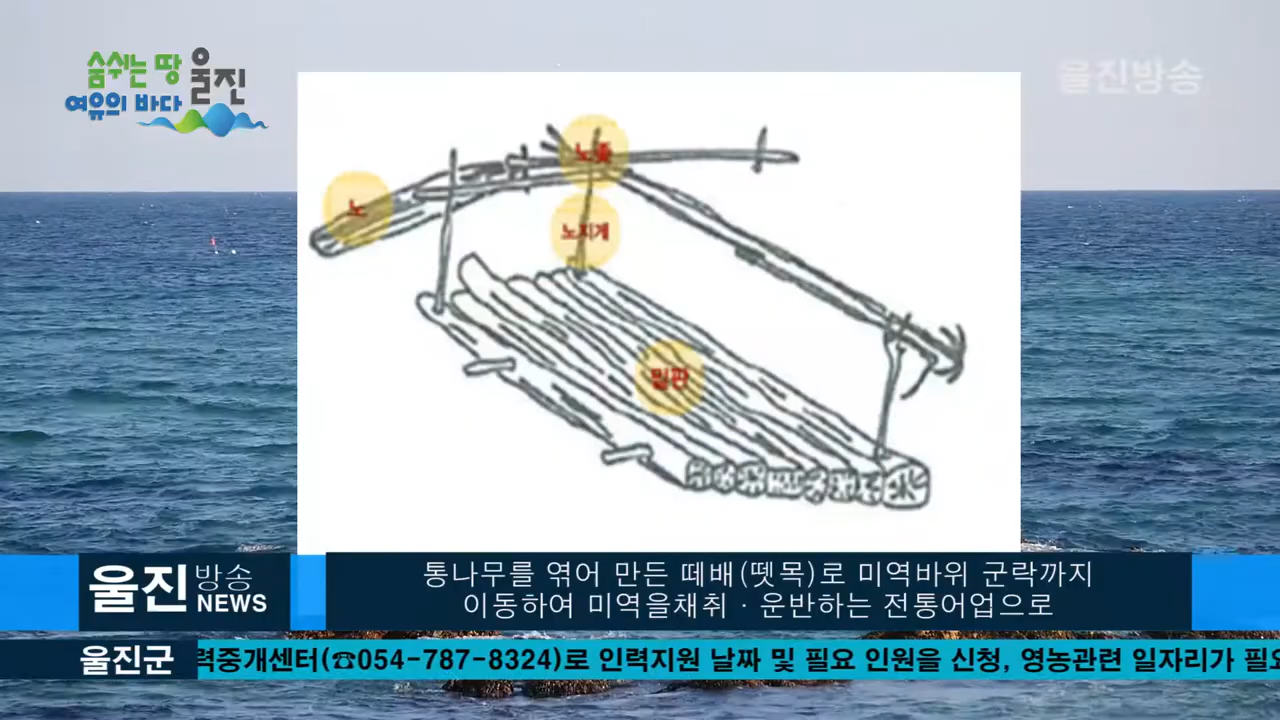 숨쉬는 땅 울진
여유의 바다
울진방송
노좆
노
노지게
밑판
울진 방송
NEWS
통나무를 엮어 만든 떼배(뗏목)로 미역바위 군락까지
이동하여 미역을채취 · 운반하는 전통어업으로
울진군
력중개센터(☎054-787-8324)로 인력지원 날짜 및 필요 인원을 신청, 영농관련 일자리가 필요